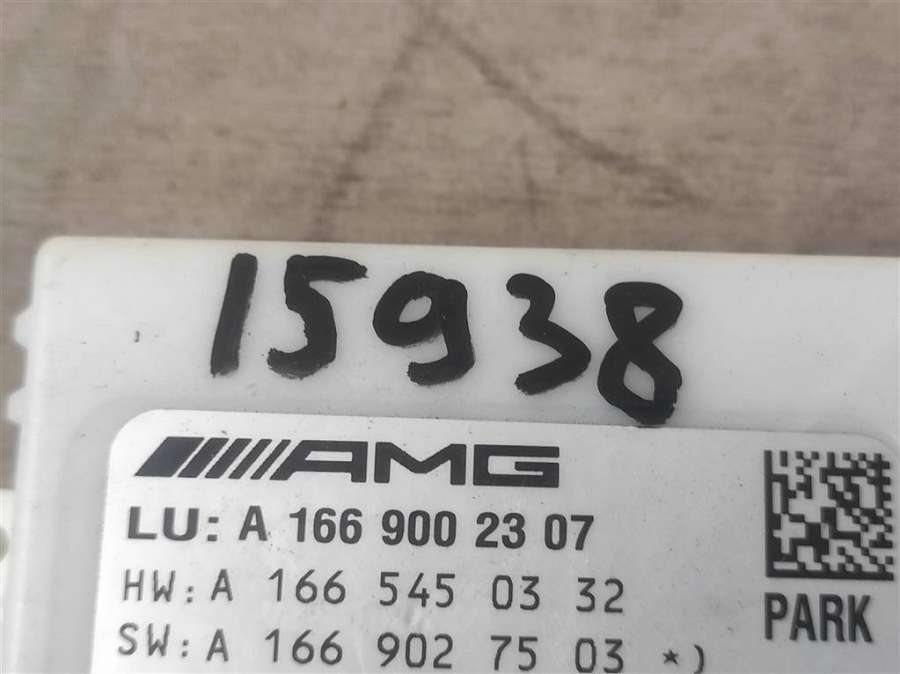 15938
AMG
LU: A 166 900 23 07
HW: A 166 545 03 32
SW: A 166 902 75 03 *)
PARK